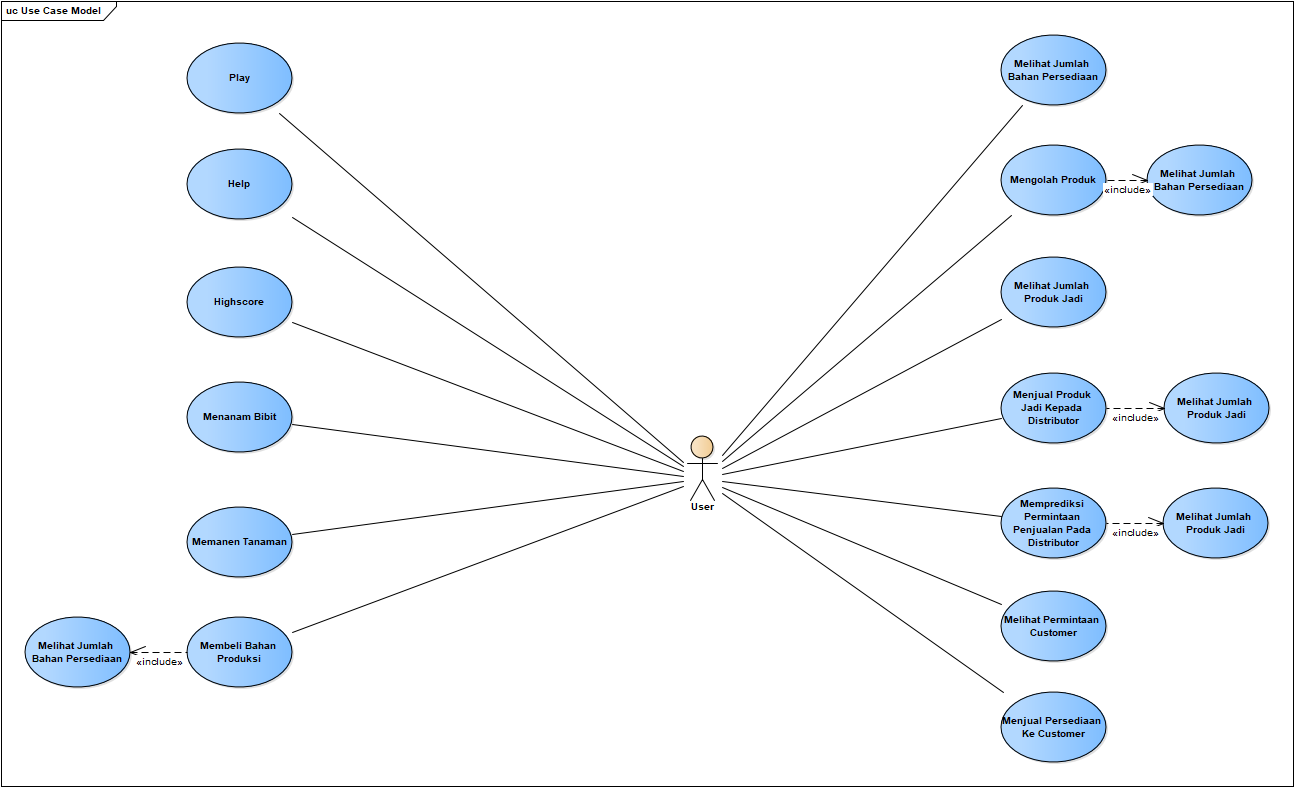 uc Use Case Model
Play
Help
Highscore
Menanam Bibit
Memanen Tanaman
Membeli Bahan
Produksi
«include»
Melihat Jumlah
Bahan Persediaan
User
Melihat Jumlah
Bahan Persediaan
Mengolah Produk
«include»
Melihat Jumlah
Bahan Persediaan
Melihat Jumlah
Produk Jadi
Menjual Produk
Jadi Kepada
Distributor
«include»
Melihat Jumlah
Produk Jadi
Memprediksi
Permintaan
Penjualan Pada
Distributor
«include»
Melihat Jumlah
Produk Jadi
Melihat Permintaan
Customer
Menjual Persediaan
Ke Customer